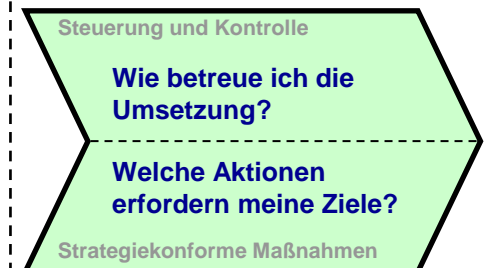 Steuerung und Kontrolle
Wie betreue ich die
Umsetzung?
Welche Aktionen
erfordern meine Ziele?
Strategiekonforme Maßnahmen